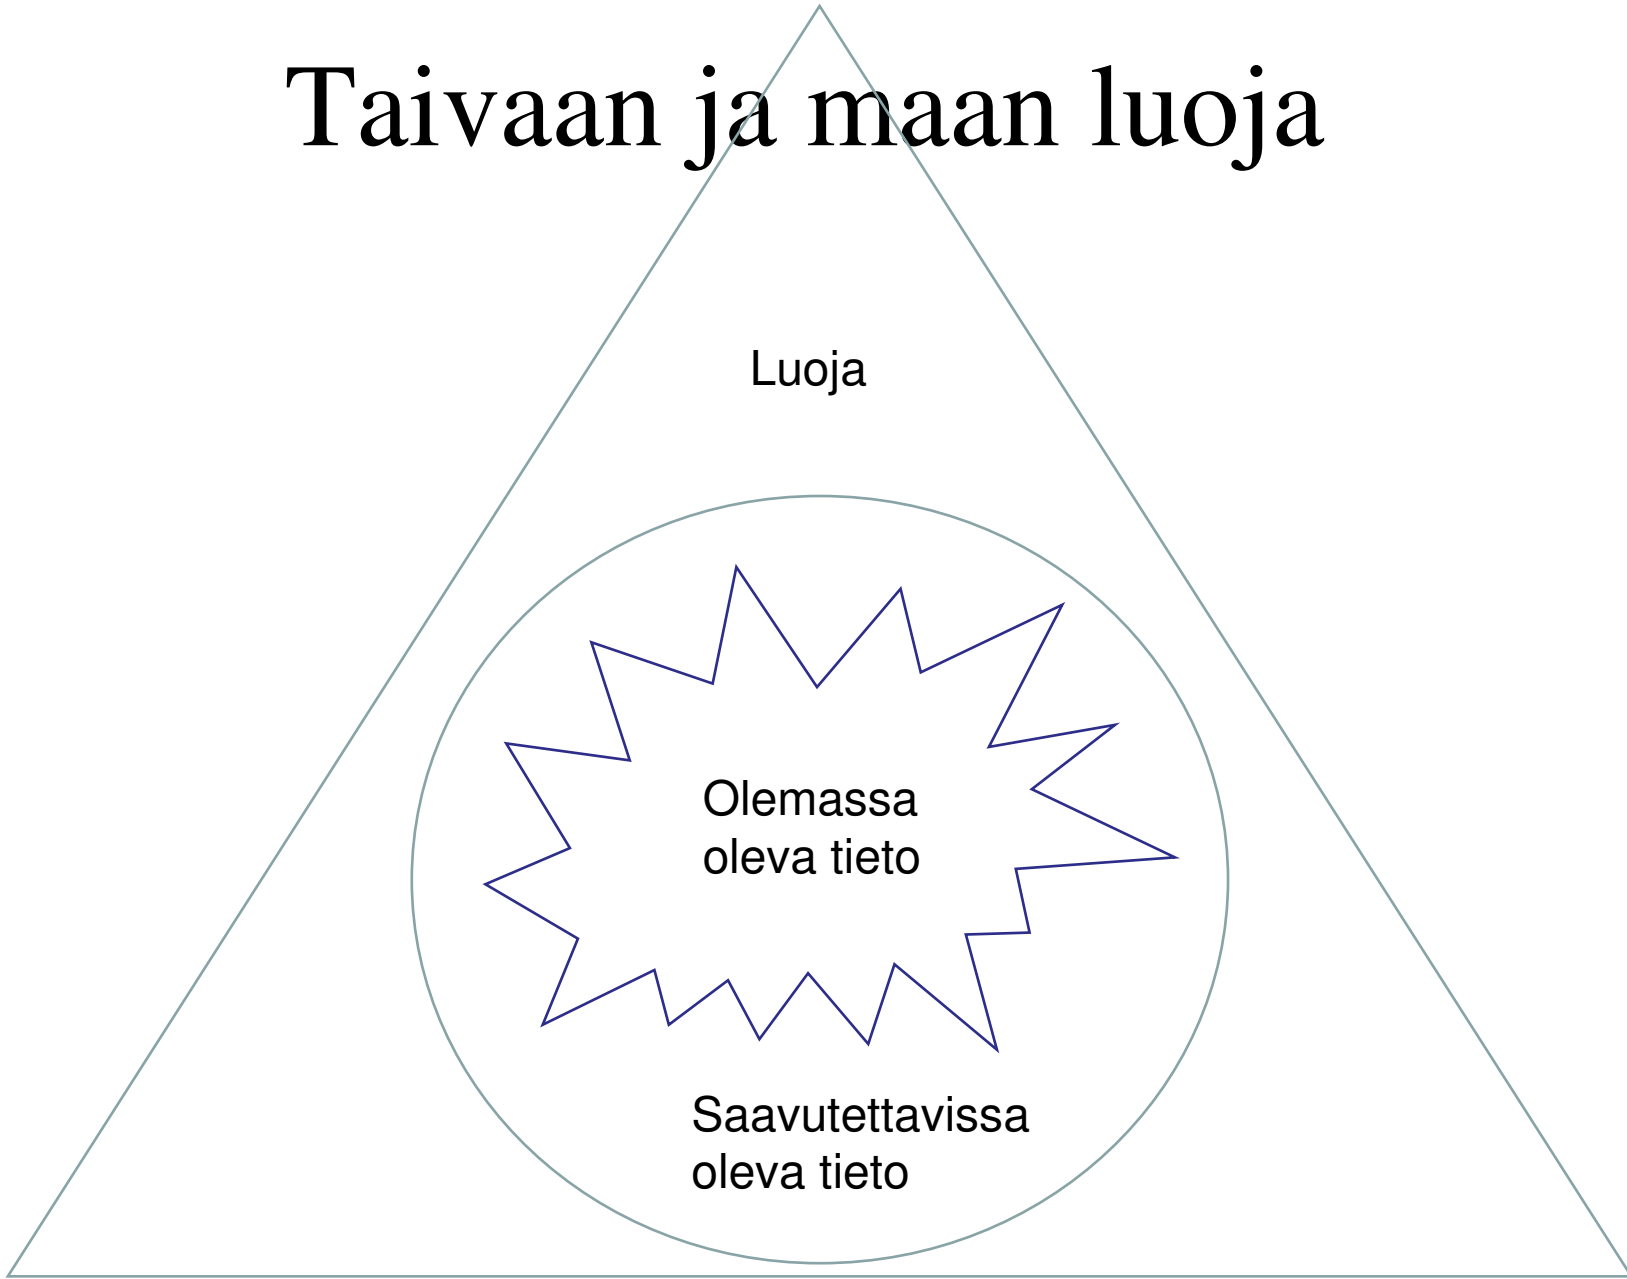 Taivaan ja maan luoja
Luoja
Olemassa
oleva tieto
Saavutettavissa
oleva tieto